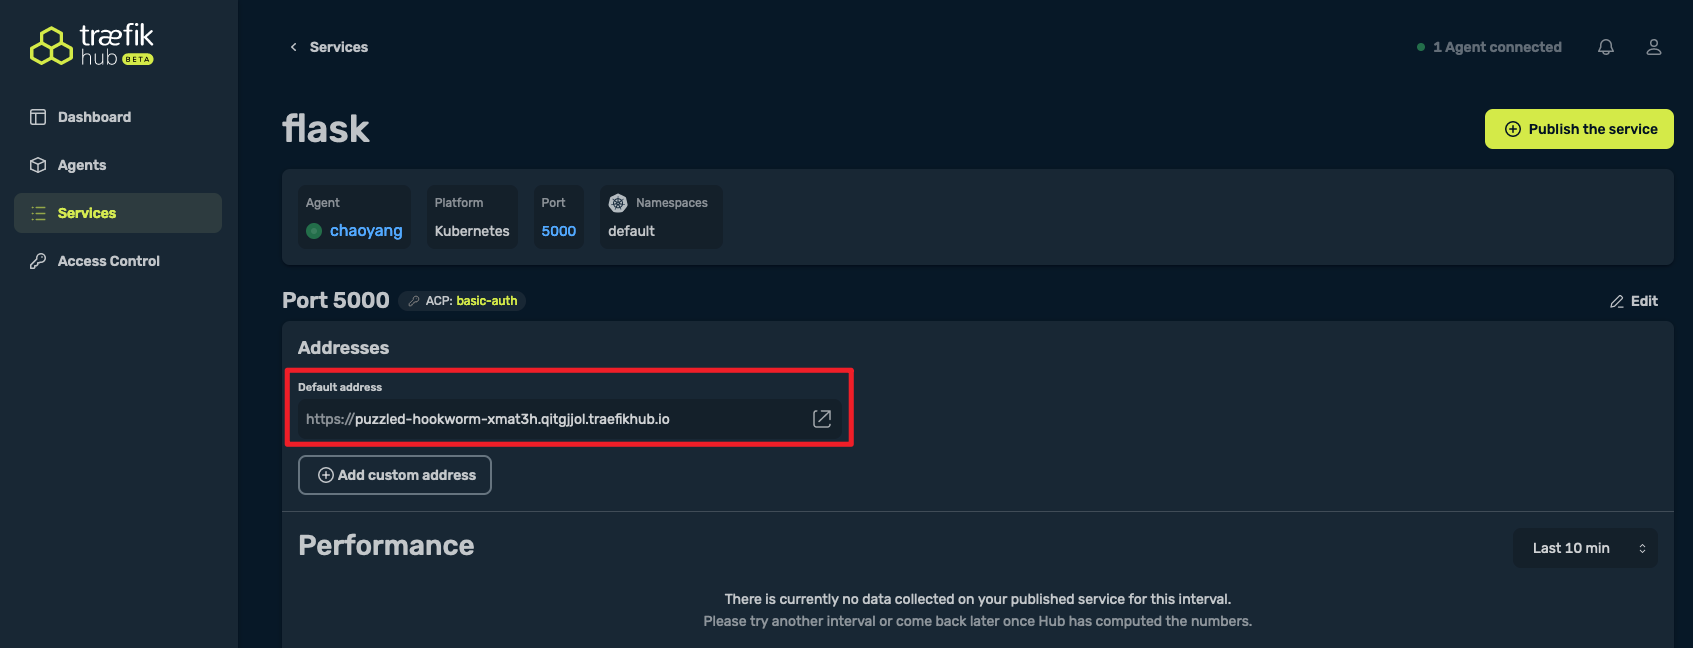 træfik
hub BETA
Services
1 Agent connected
Dashboard
Agents
Services
Access Control
flask
Publish the service
Agent
chaoyang
Platform
Kubernetes
Port
5000
Namespaces
default
Port 5000
ACP: basic-auth
Edit
Addresses
Default address
https://puzzled-hookworm-xmat3h.qitgjjol.traefikhub.io
Add custom address
Performance
Last 10 min
There is currently no data collected on your published service for this interval.
Please try another interval or come back later once Hub has computed the numbers.